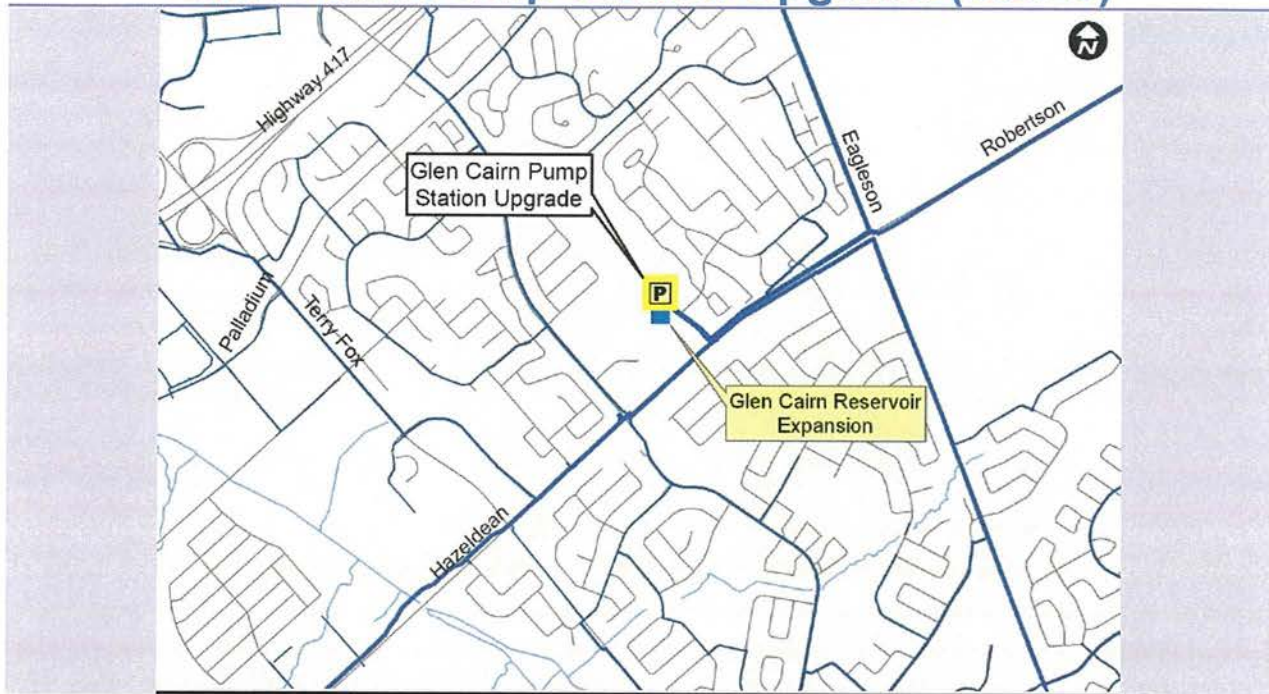 Highway 417
N
Eagleson
Robertson
Glen Cairn Pump
Station Upgrade
P
Palladium
Terry Fox
Glen Cairn Reservoir
Expansion
Hazeldean